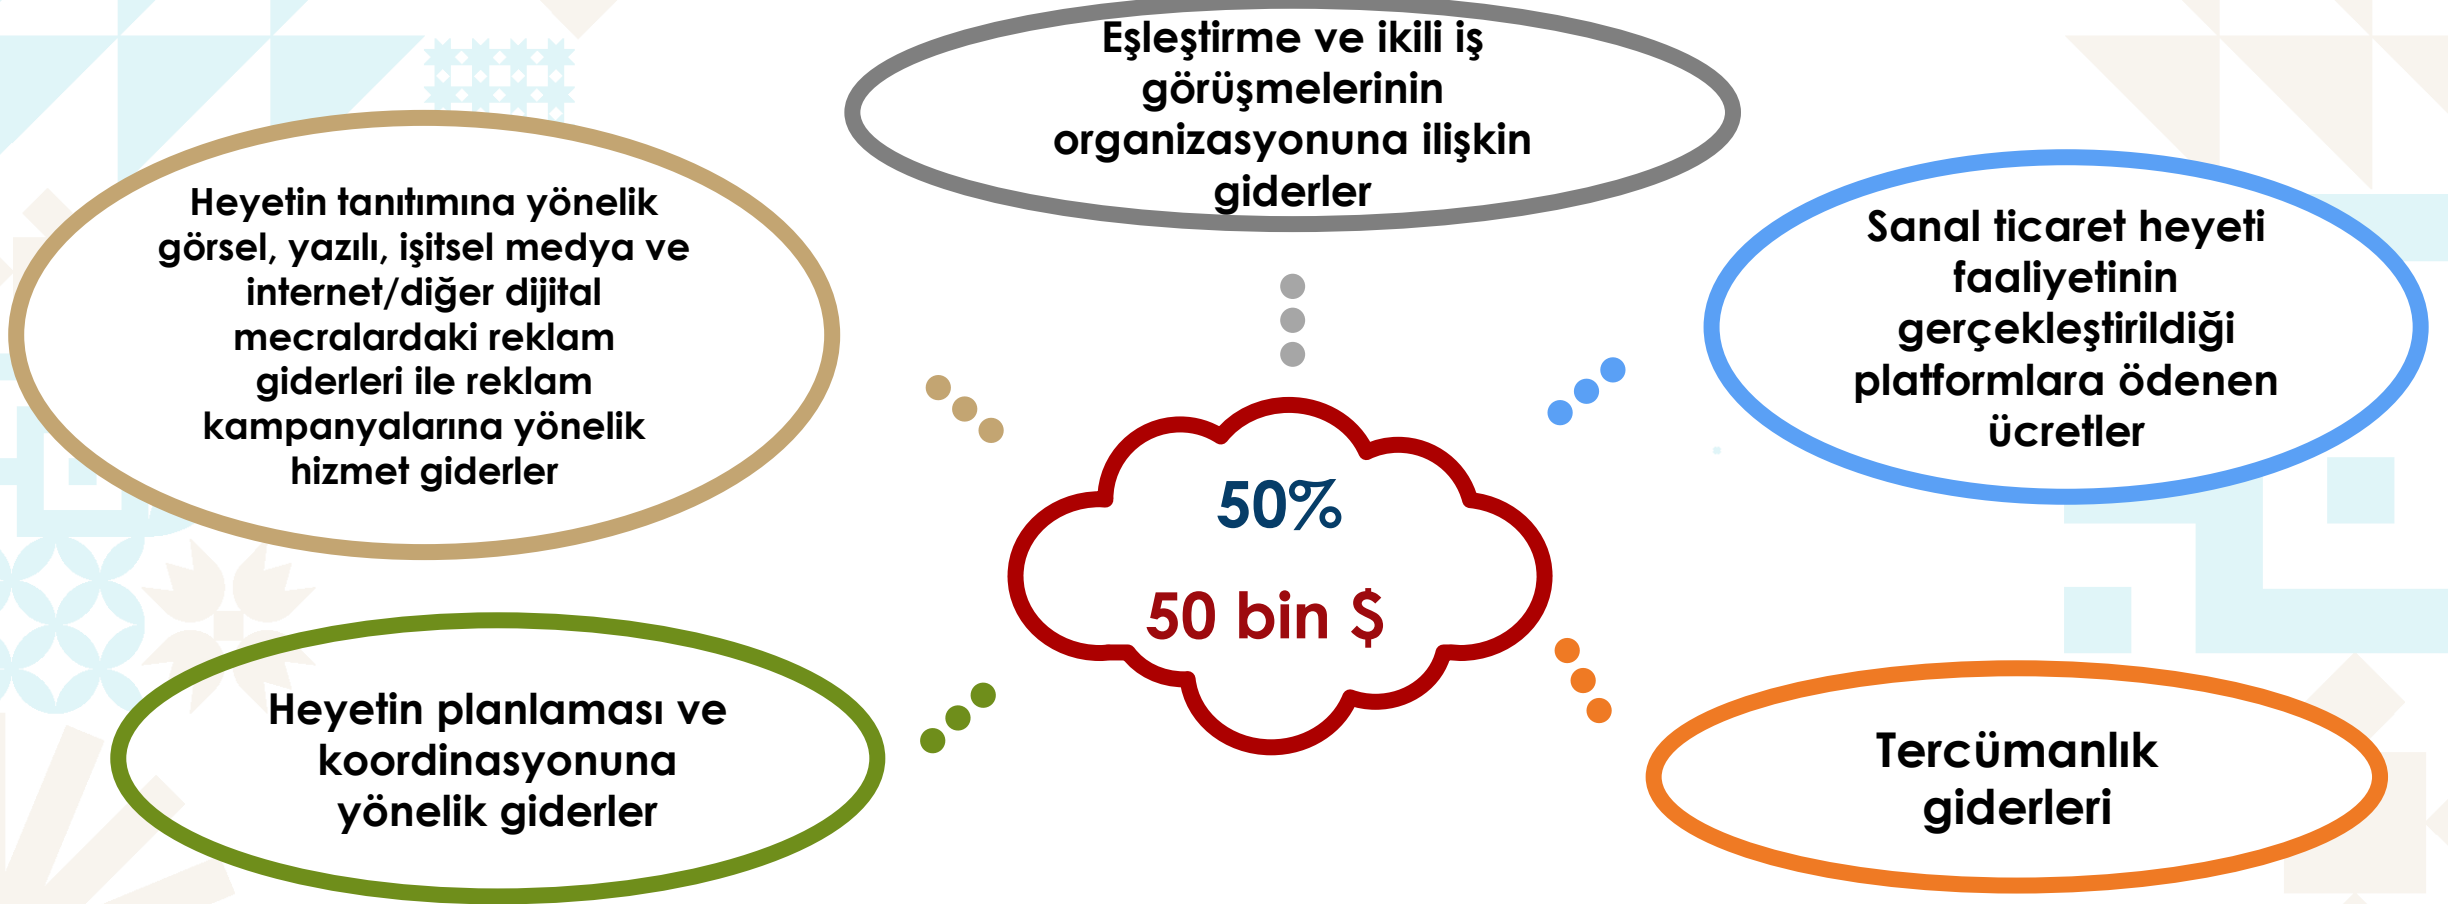 Eşleştirme ve ikili iş
görüşmelerinin
organizasyonuna ilişkin
giderler
Heyetin tanıtımına yönelik
görsel, yazılı, işitsel medya ve
internet/diğer dijital
mecralardaki reklam
giderleri ile reklam
kampanyalarına yönelik
hizmet giderler
Sanal ticaret heyeti
faaliyetinin
gerçekleştirildiği
platformlara ödenen
ücretler
50%
50 bin $
Heyetin planlaması ve
koordinasyonuna
yönelik giderler
Tercümanlık
giderleri